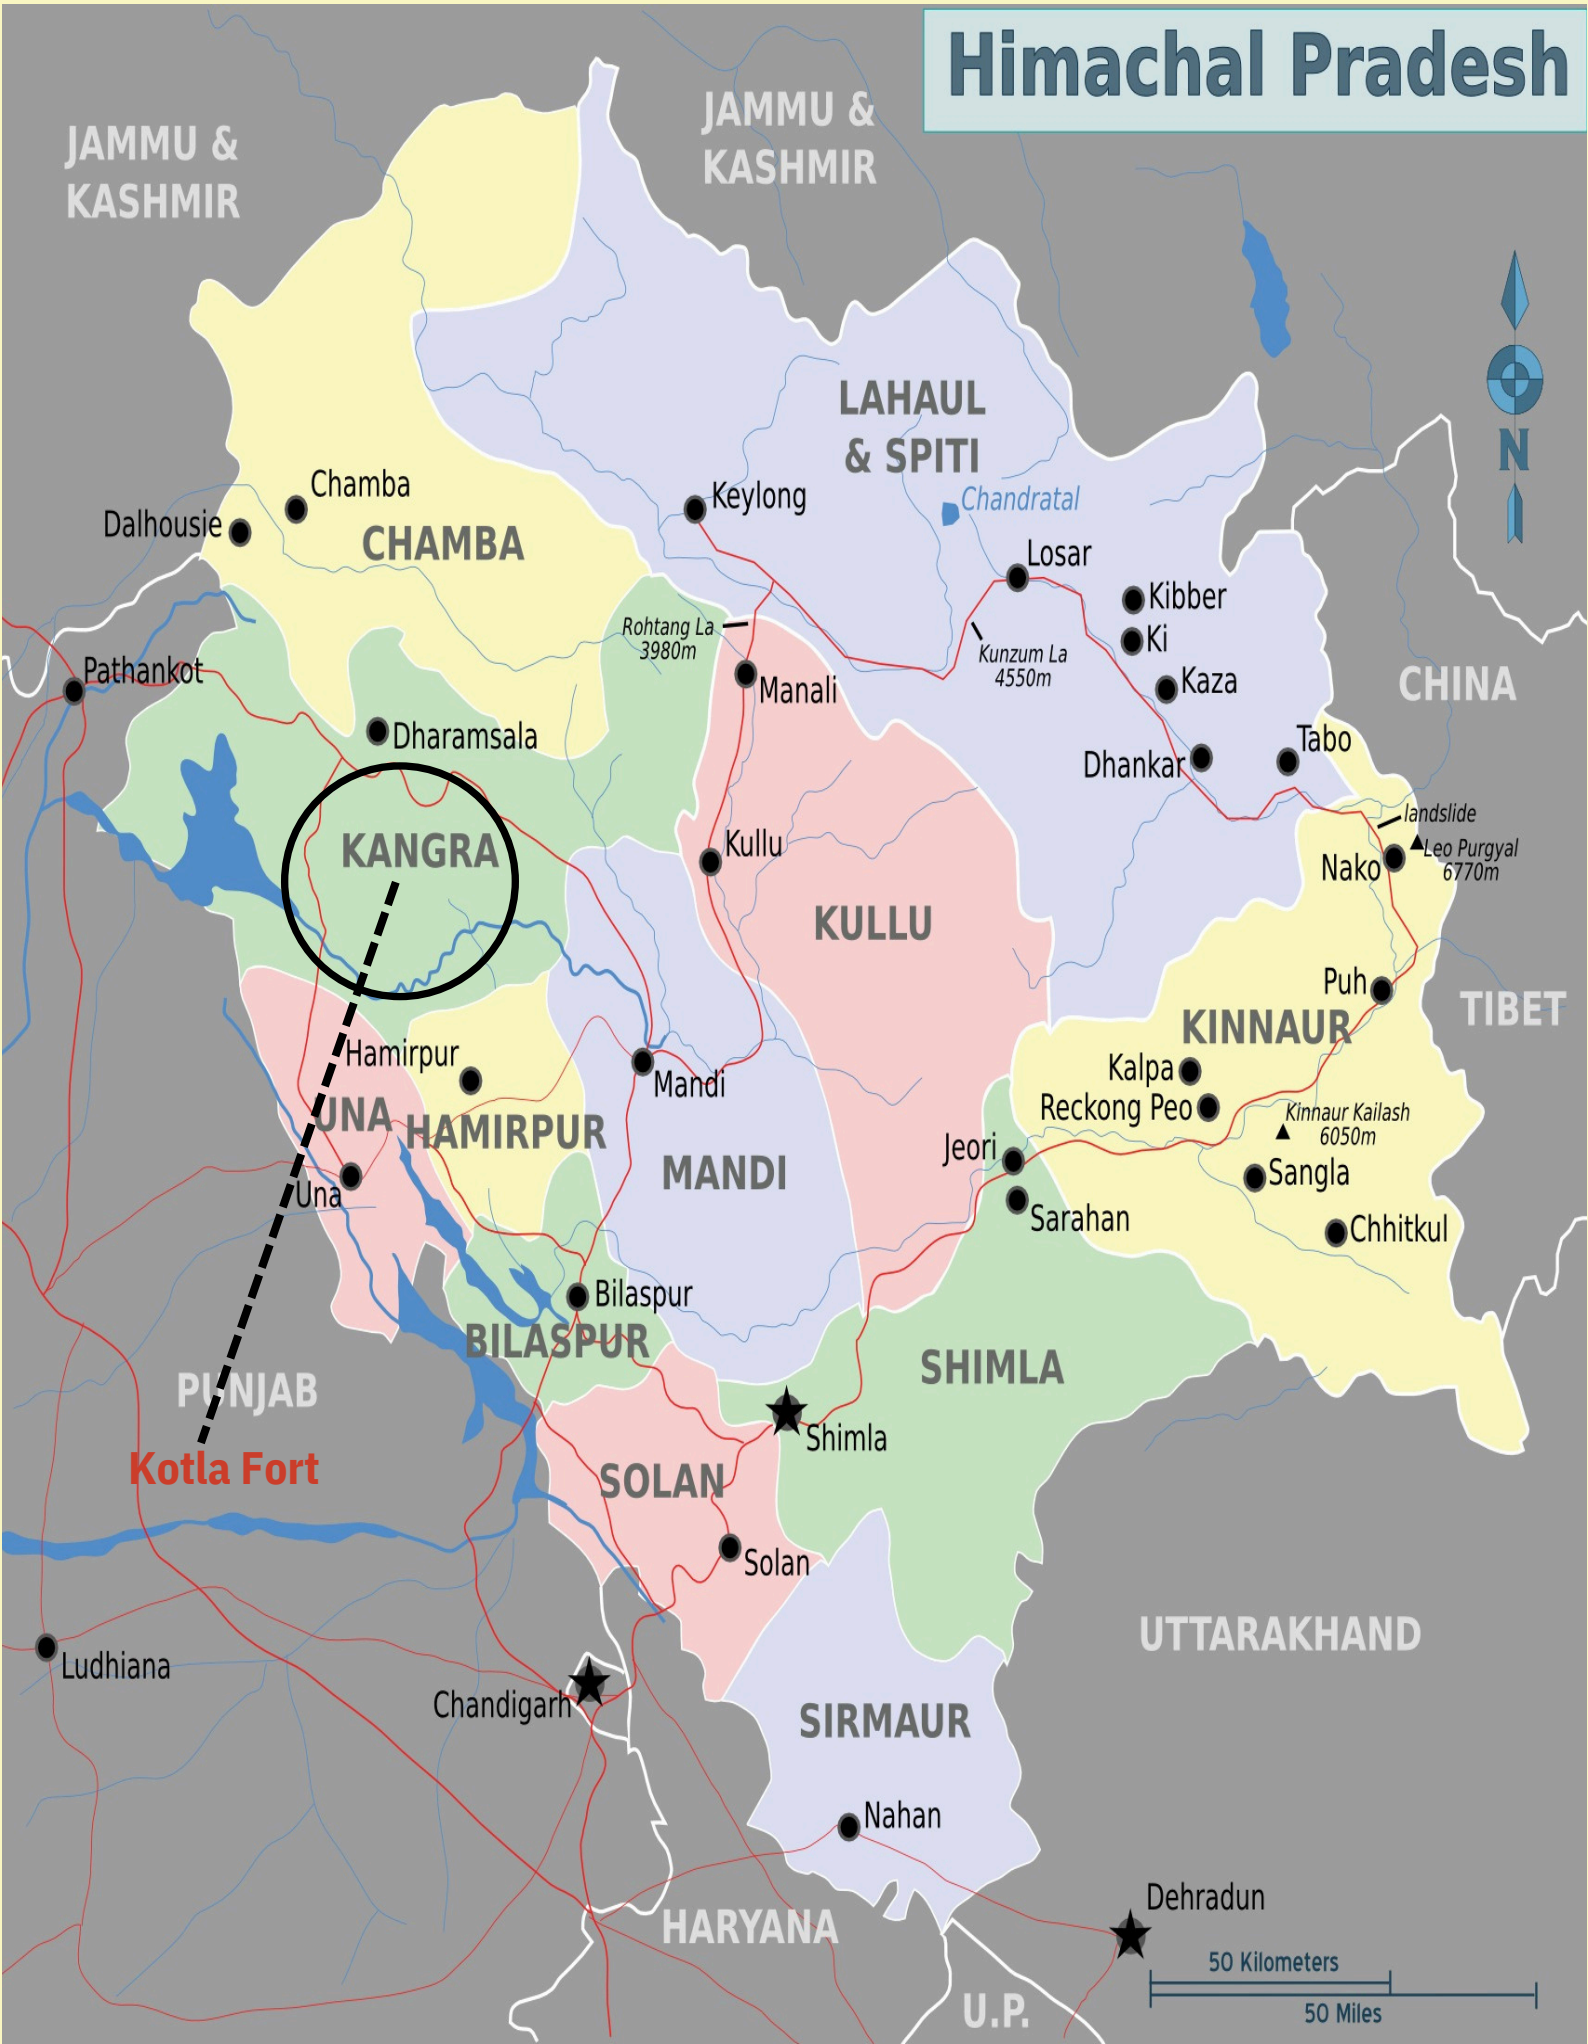 Himachal Pradesh
JAMMU &
KASHMIR
JAMMU &
KASHMIR
LAHAUL
& SPITI
N
Chamba
Dalhousie
CHAMBA
Keylong
Chandratal
Losar
Kibber
Ki
Kaza
Rohtang La
3980m
Kunzum La
4550m
CHINA
Pathankot
Manali
Dharamsala
Dhankar
Tabo
landslide
Leo Purgyal
6770m
Nako
KANGRA
Kullu
KULLU
Puh
KINNAUR
TIBET
Hamirpur
Mandi
Kalpa
Reckong Peo
Kinnaur Kailash
6050m
UNA
HAMIRPUR
MANDI
Jeori
Sangla
Una
Sarahan
Chhitkul
Bilaspur
BILASPUR
SHIMLA
PUNJAB
Shimla
Kotla Fort
SOLAN
Solan
UTTARAKHAND
Ludhiana
Chandigarh
SIRMAUR
Nahan
HARYANA
Dehradun
50 Kilometers
50 Miles
U.P.